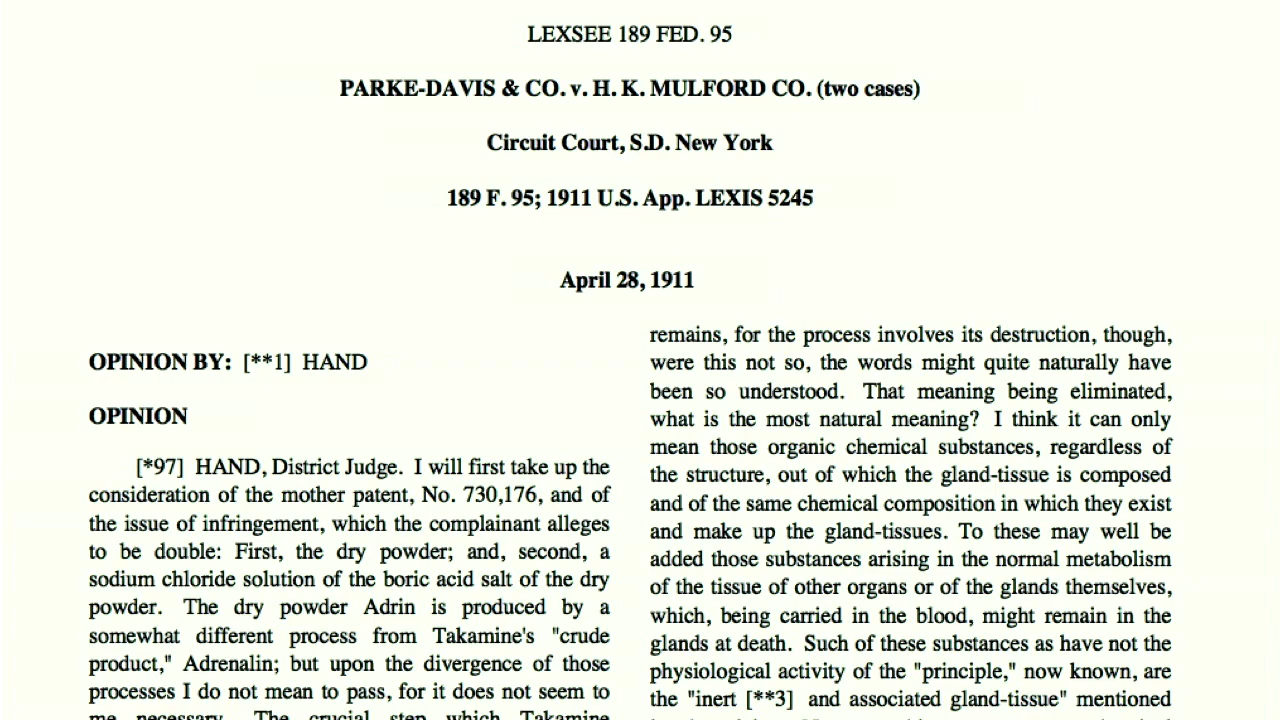 LEXSEE 189 FED. 95
PARKE-DAVIS & CO. v. H. K. MULFORD CO. (two cases)
Circuit Court, S.D. New York
189 F. 95; 1911 U.S. App. LEXIS 5245
April 28, 1911
OPINION BY: [**1] HAND
OPINION
[*97] HAND, District Judge. I will first take up the
consideration of the mother patent, No. 730,176, and of
the issue of infringement, which the complainant alleges
to be double: First, the dry powder; and, second, a
sodium chloride solution of the boric acid salt of the dry
powder. The dry powder Adrin is produced by a
somewhat different process from Takamine's "crude
product," Adrenalin; but upon the divergence of those
processes I do not mean to pass, for it does not seem to
me necessary. The crucial step which Takamine
remains, for the process involves its destruction, though,
were this not so, the words might quite naturally have
been so understood. That meaning being eliminated,
what is the most natural meaning? I think it can only
mean those organic chemical substances, regardless of
the structure, out of which the gland-tissue is composed
and of the same chemical composition in which they exist
and make up the gland-tissues. To these may well be
added those substances arising in the normal metabolism
of the tissue of other organs or of the glands themselves,
which, being carried in the blood, might remain in the
glands at death. Such of these substances as have not the
physiological activity of the "principle," now known, are
the "inert [**3] and associated gland-tissue" mentioned